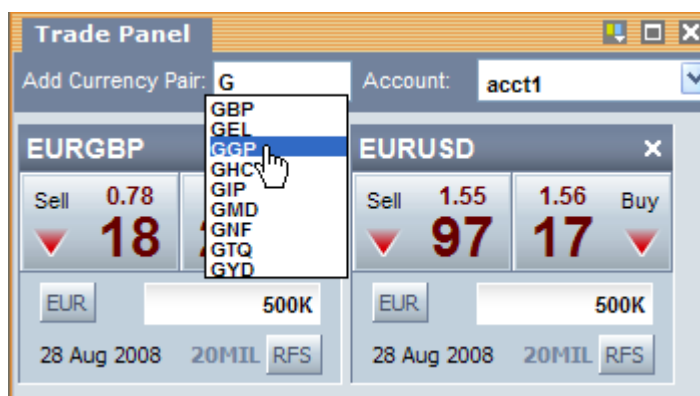 Trade Panel
Add Currency Pair: G Account: acct1
GBP
GEL
GGP
GHC
GIP
GMD
GNF
GTQ
GYD
EURGBP EURUSD
Sell 0.78 Sell 1.55 1.56 Buy
18 97 17
EUR 500K EUR 500K
28 Aug 2008 20MIL RFS 28 Aug 2008 20MIL RFS